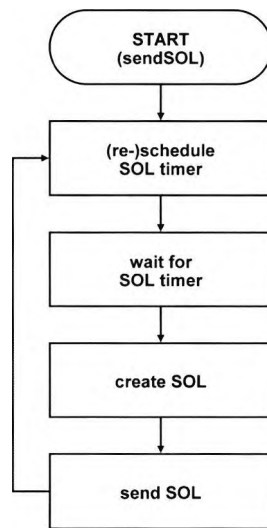 START
(sendSOL)
(re-)schedule
SOL timer
wait for
SOL timer
create SOL
send SOL